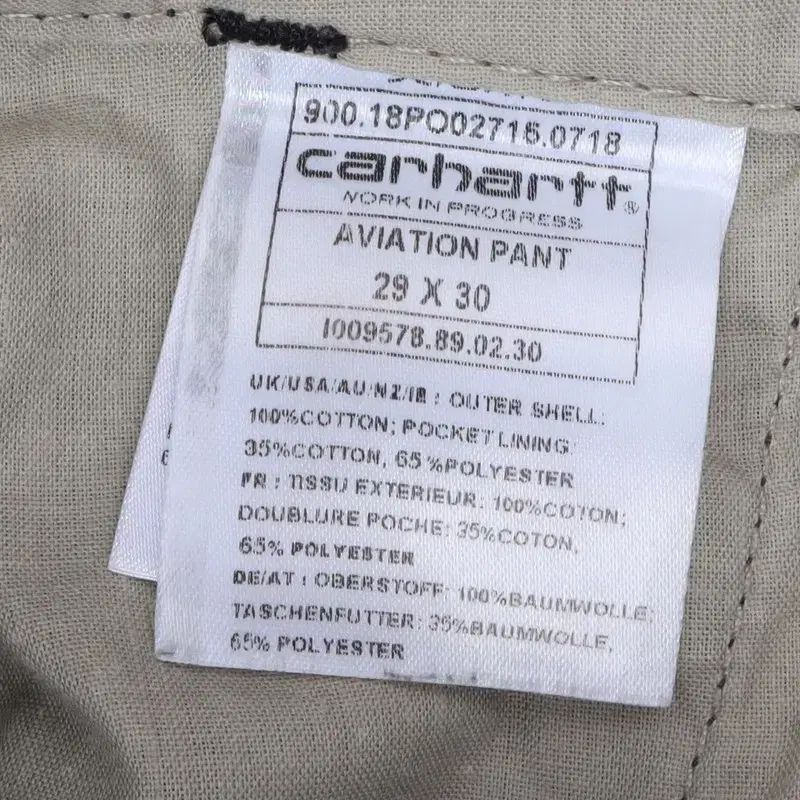 900.18PO02715.0718
carhartt®
WORK IN PROGRESS
AVIATION PANT
29 X 30
I009578.89.02.30
UK/USA/AU/NZ/IE : OUTER SHELL:
100%COTTON; POCKET LINING:
35%COTTON, 65%POLYESTER
FR : TISSU EXTERIEUR: 100%COTON;
DOUBLURE POCHE: 35%COTON,
65% POLYESTER
DE/AT : OBERSTOFF: 100%BAUMWOLLE;
TASCHENFUTTER: 35%BAUMWOLLE,
65% POLYESTER